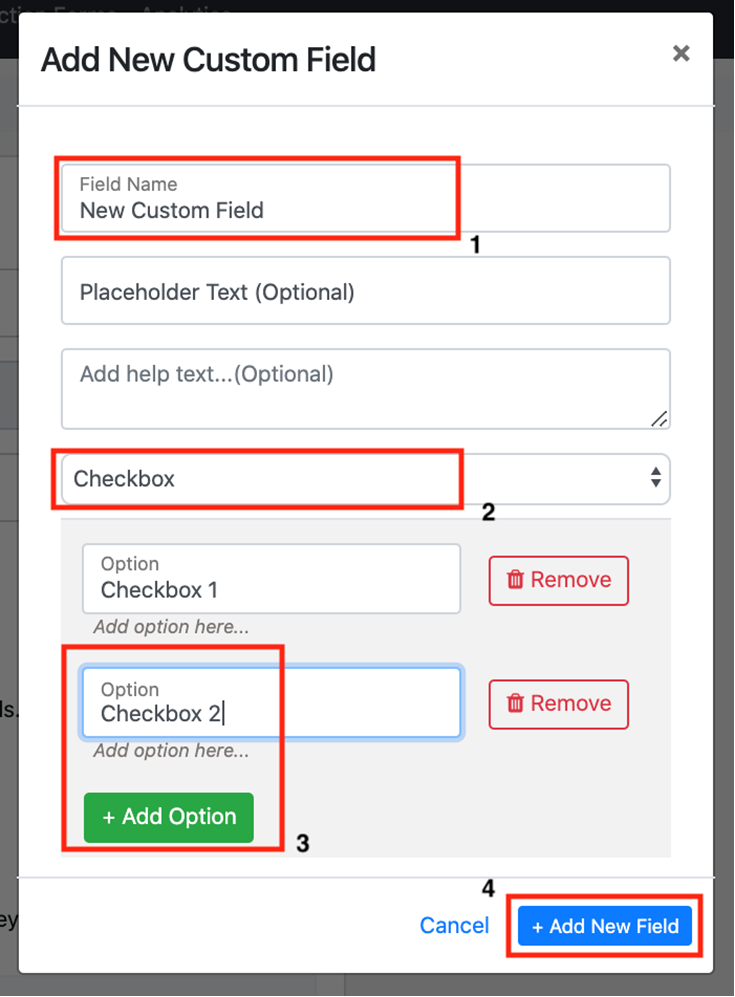 Add New Custom Field
×
Field Name
New Custom Field
1
Placeholder Text (Optional)
Add help text...(Optional)
Checkbox
2
Option
Checkbox 1
Remove
Add option here...
Option
Checkbox 2
Remove
Add option here...
+ Add Option
3
4
Cancel
+ Add New Field